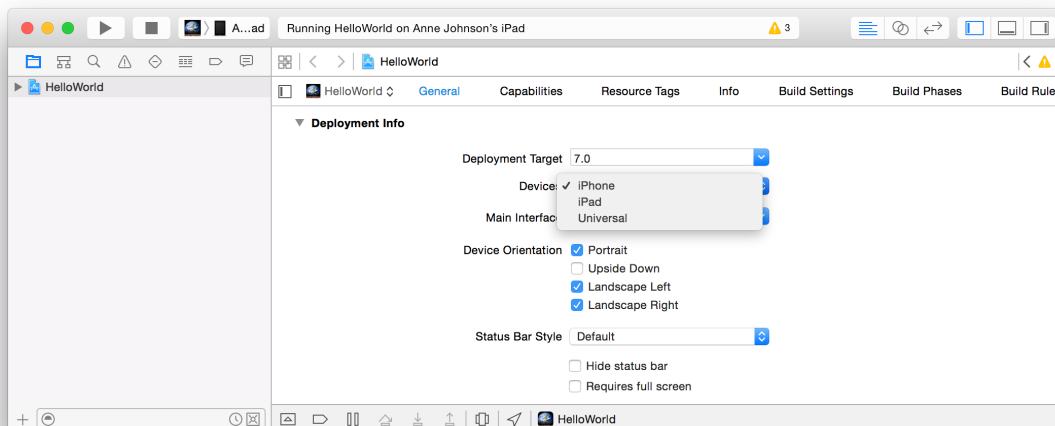 A...ad
Running HelloWorld on Anne Johnson's iPad
3
HelloWorld
HelloWorld
HelloWorld
General
Capabilities
Resource Tags
Info
Build Settings
Build Phases
Build Rule
Deployment Info
Deployment Target
7.0
Devices
iPhone
iPad
Universal
Main Interface
Device Orientation
Portrait
Upside Down
Landscape Left
Landscape Right
Status Bar Style
Default
Hide status bar
Requires full screen
HelloWorld